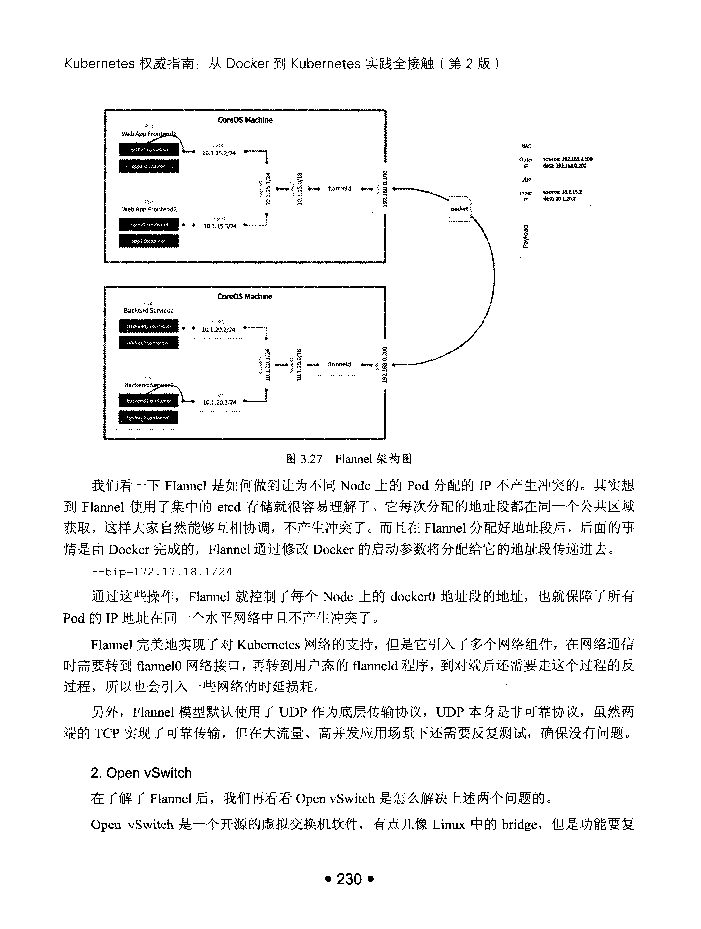 Kubernetes 权威指南：从 Docker 到 Kubernetes 实践全接触（第 2 版）
CoreOS Machine
Web App Frontend1
10.1.15.2/24
10.1.15.1/24
flanneld
192.168.0.100
Web App Frontend2
10.1.15.3/24
packet
MAC
source: 192.168.0.100
dest: 192.168.0.200
UDP
Payload
CoreOS Machine
Backend Service1
10.1.20.2/24
10.1.20.1/24
flanneld
192.168.0.200
Backend Service2
10.1.20.3/24
图 3.27 Flannel 架构图
我们看一下 Flannel 是如何做到让为不同 Node 上的 Pod 分配的 IP 不产生冲突的。其实想
到 Flannel 使用了集中的 etcd 存储就很容易理解了。它每次分配的地址段都在同一个公共区域
获取，这样大家自然能够互相协调，不产生冲突了。而且在 Flannel 分配好地址段后，后面的事
情是由 Docker 完成的，Flannel 通过修改 Docker 的启动参数将分配给它的地址段传递进去。
--bip=172.17.18.1/24
通过这些操作，Flannel 就控制了每个 Node 上的 docker0 地址段的地址，也就保障了所有
Pod 的 IP 地址在同一个水平网络中且不产生冲突了。
Flannel 完美地实现了对 Kubernetes 网络的支持，但是它引入了多个网络组件，在网络通信
时需要转到 flannel0 网络接口，再转到用户态的 flanneld 程序，到对端后还需要走这个过程的反
过程，所以也会引入一些网络的时延损耗。
另外，Flannel 模型默认使用了 UDP 作为底层传输协议，UDP 本身是非可靠协议，虽然两
端的 TCP 实现了可靠传输，但在大流量、高并发应用场景下还需要反复测试，确保没有问题。
2. Open vSwitch
在了解了 Flannel 后，我们再看看 Open vSwitch 是怎么解决上述两个问题的。
Open vSwitch 是一个开源的虚拟交换机软件，有点儿像 Linux 中的 bridge，但是功能要复
• 230 •